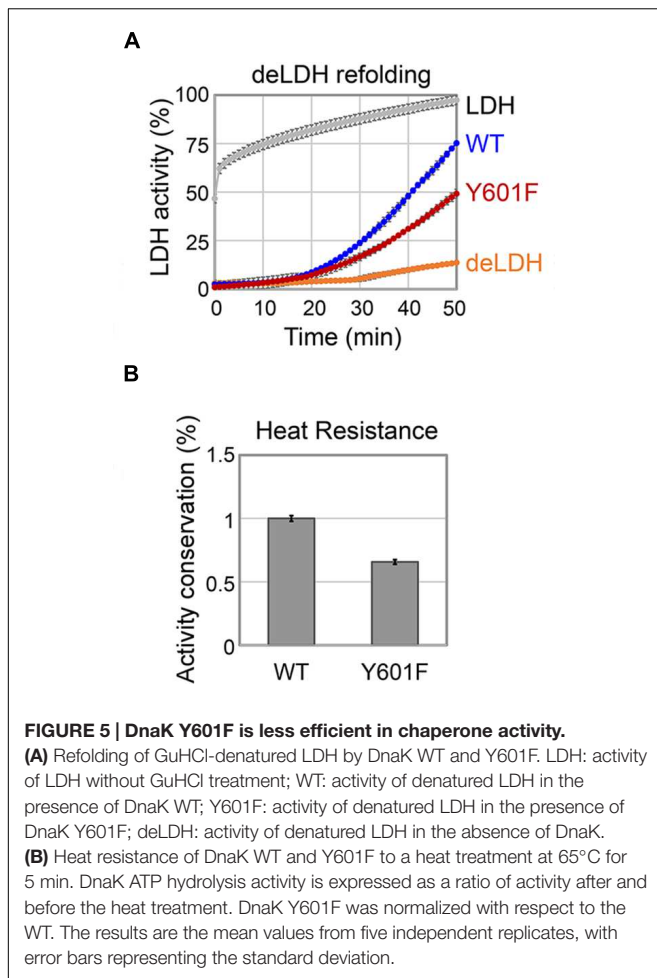 A
deLDH refolding
100
75
50
25
0
LDH activity (%)
LDH
WT
Y601F
deLDH
0 10 20 30 40 50
Time (min)
B
Heat Resistance
1.5
1
0.5
0
Activity conservation (%)
WT Y601F
FIGURE 5 | DnaK Y601F is less efficient in chaperone activity.
(A) Refolding of GuHCl-denatured LDH by DnaK WT and Y601F. LDH: activity
of LDH without GuHCl treatment; WT: activity of denatured LDH in the
presence of DnaK WT; Y601F: activity of denatured LDH in the presence of
DnaK Y601F; deLDH: activity of denatured LDH in the absence of DnaK.
(B) Heat resistance of DnaK WT and Y601F to a heat treatment at 65°C for
5 min. DnaK ATP hydrolysis activity is expressed as a ratio of activity after and
before the heat treatment. DnaK Y601F was normalized with respect to the
WT. The results are the mean values from five independent replicates, with
error bars representing the standard deviation.